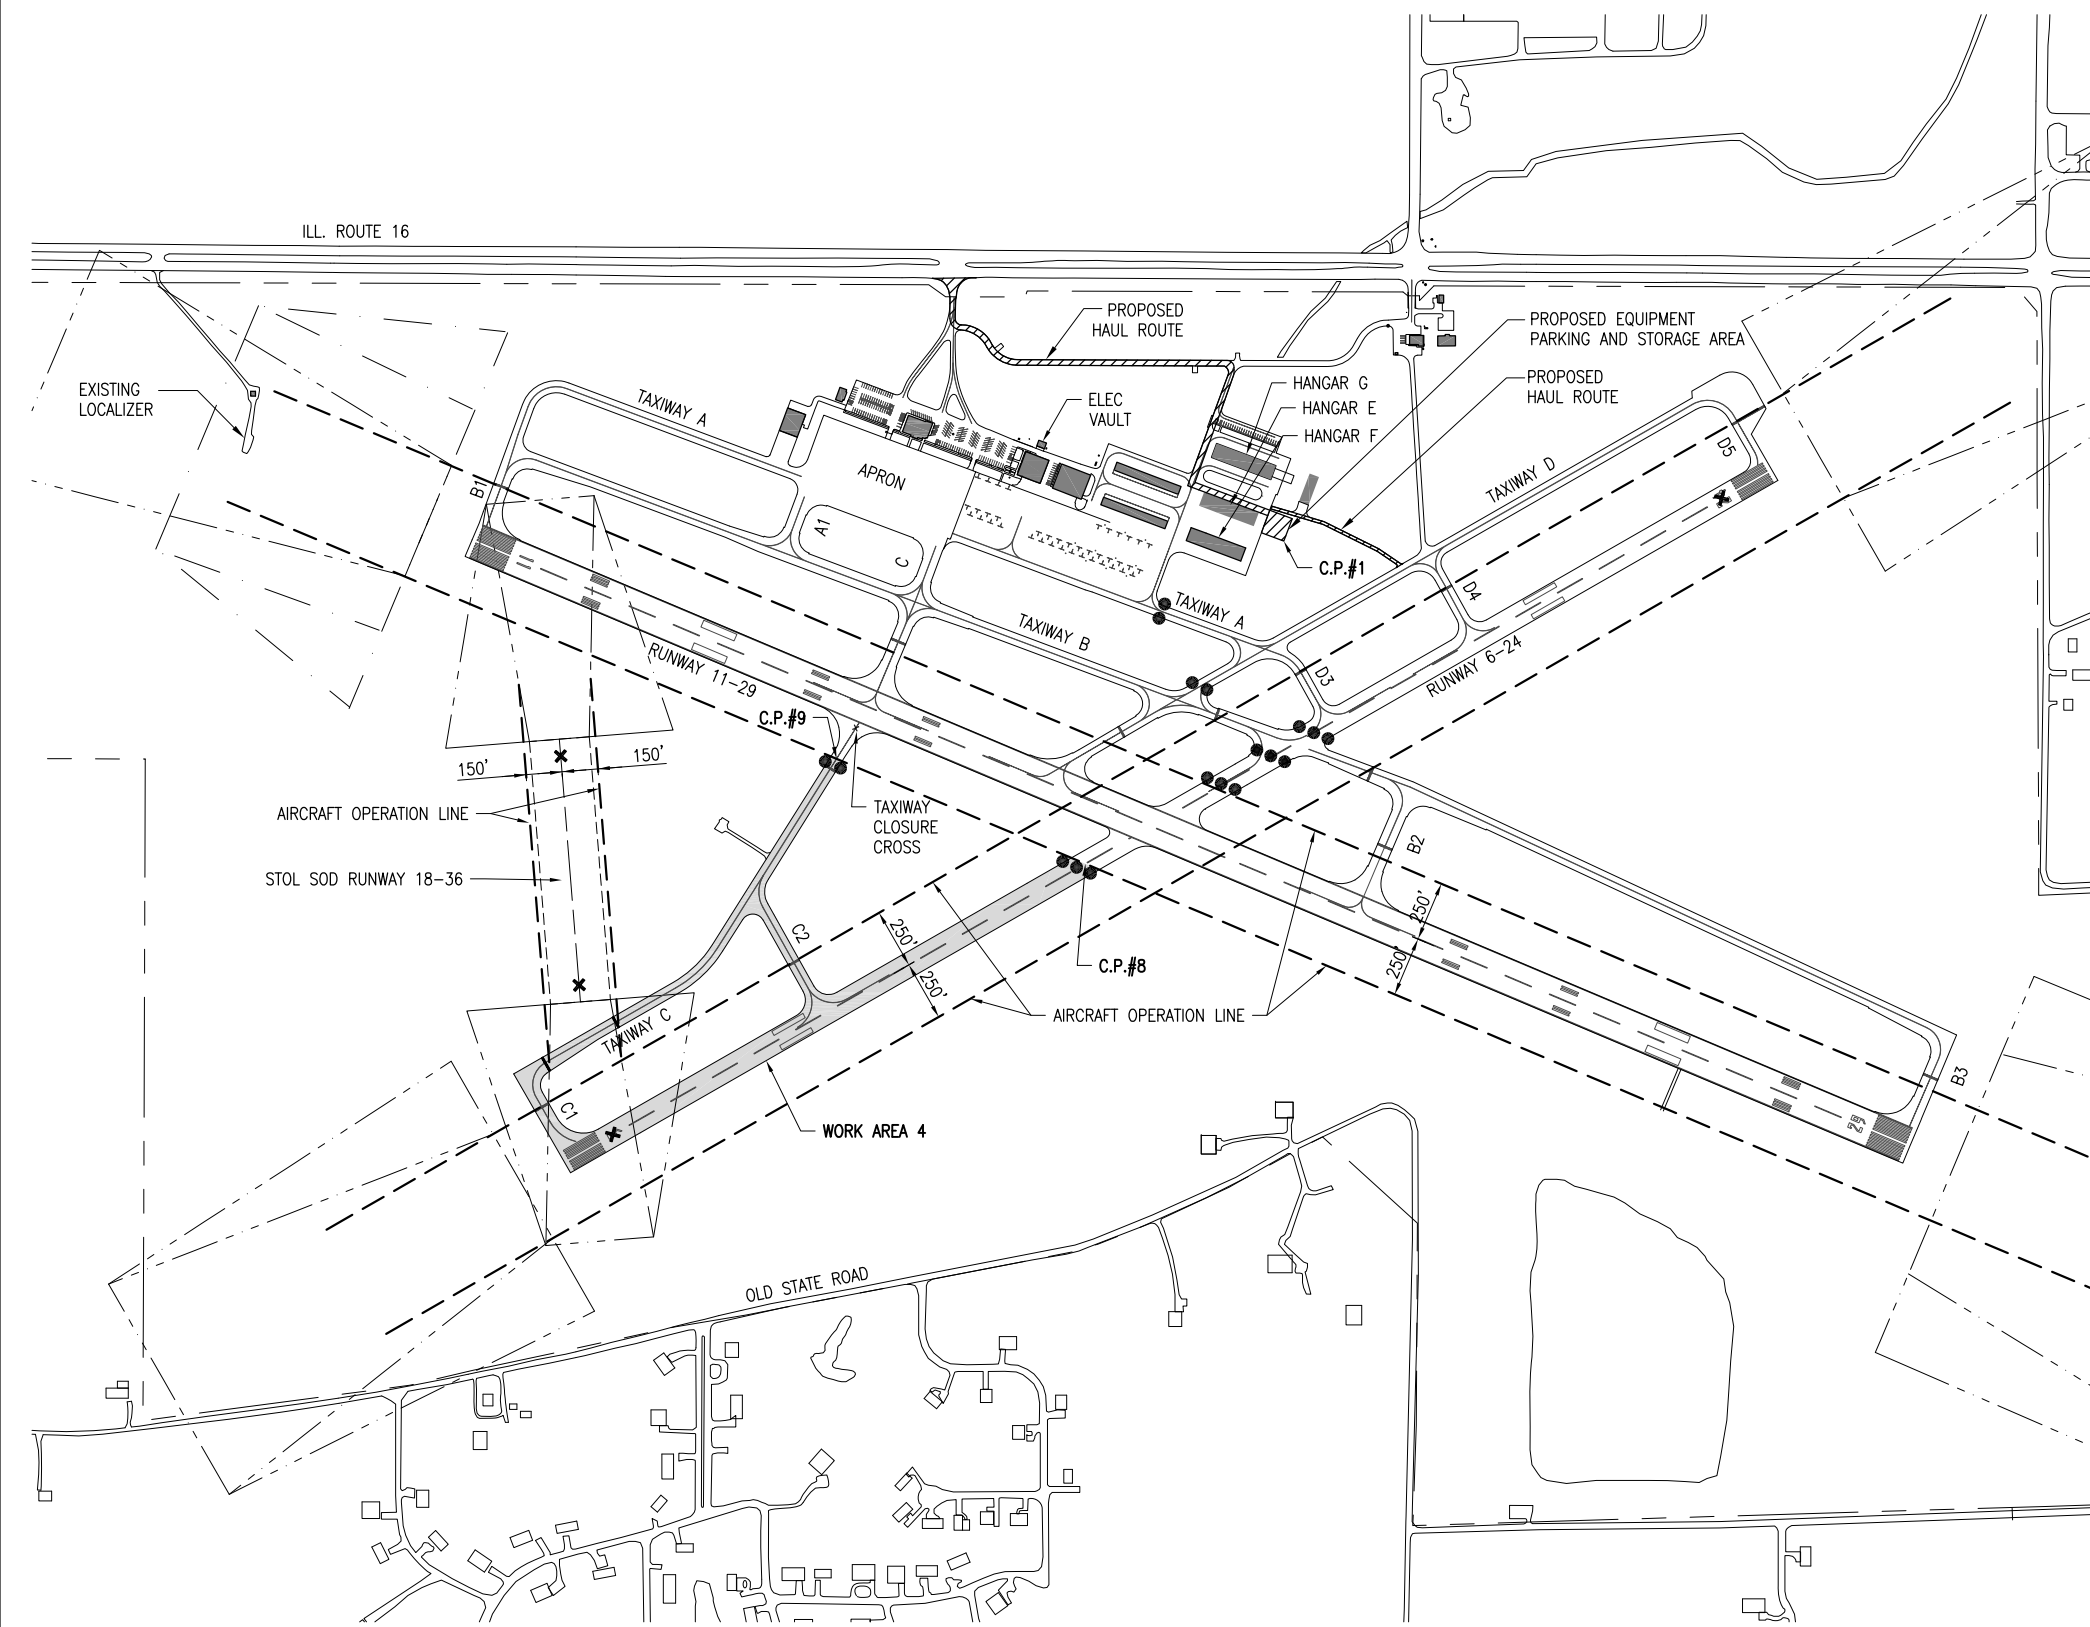 ILL. ROUTE 16
PROPOSED
HAUL ROUTE
PROPOSED EQUIPMENT
PARKING AND STORAGE AREA
EXISTING
LOCALIZER
TAXIWAY A
ELEC
VAULT
HANGAR G
HANGAR E
HANGAR F
PROPOSED
HAUL ROUTE
B1
APRON
A1
C
TAXIWAY D
D5
C.P.#1
D4
TAXIWAY A
TAXIWAY B
RUNWAY 11-29
D3
RUNWAY 6-24
C.P.#9
150'
150'
AIRCRAFT OPERATION LINE
TAXIWAY
CLOSURE
CROSS
STOL SOD RUNWAY 18-36
B2
250'
250'
C2
250'
250'
C.P.#8
AIRCRAFT OPERATION LINE
TAXIWAY C
C1
WORK AREA 4
29
B3
OLD STATE ROAD